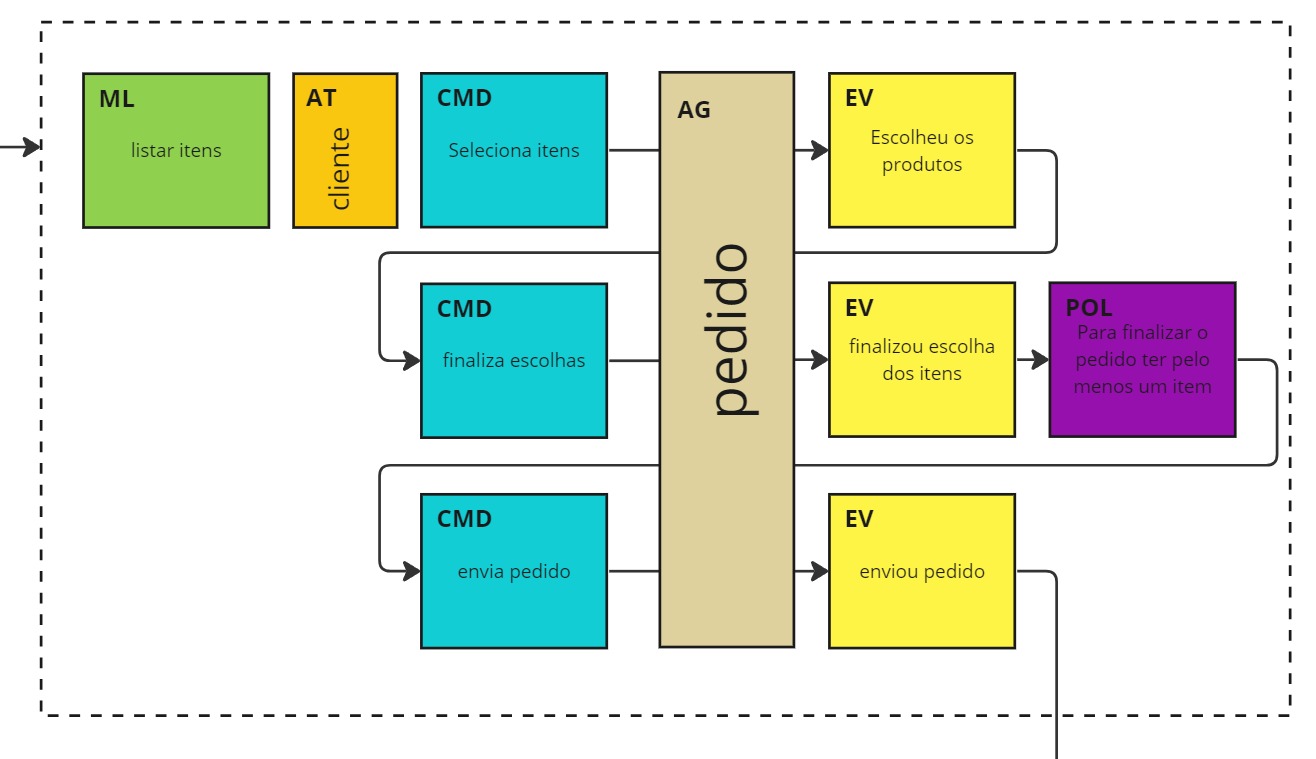 ML
listar itens
AT
cliente
CMD
Seleciona itens
AG
pedido
EV
Escolheu os
produtos
CMD
finaliza escolhas
EV
finalizou escolha
dos itens
POL
Para finalizar o
pedido ter pelo
menos um item
CMD
envia pedido
EV
enviou pedido